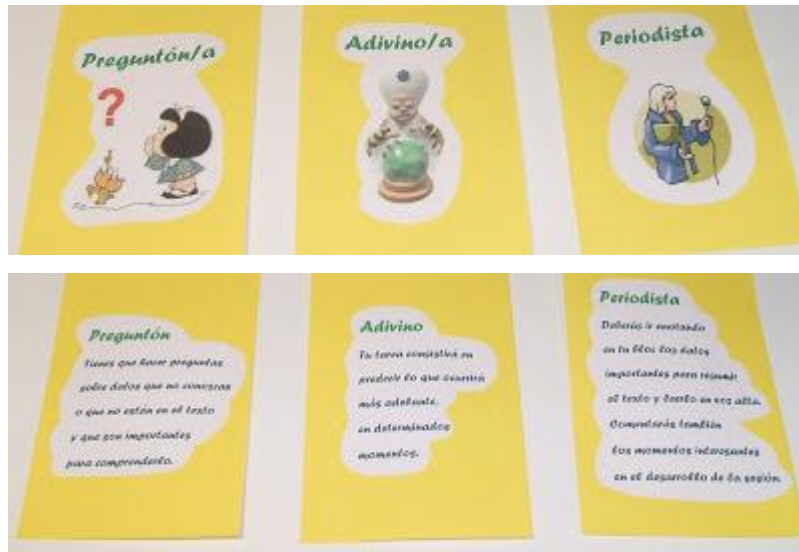 Preguntón/a
?
Adivino/a
Periodista
Preguntón
Tienes que hacer preguntas
sobre datos que no conozcas
o que no están en el texto
y que son importantes
para comprenderlo.
Adivino
Tu tarea consistirá en
predecir lo que ocurrirá
más adelante,
en determinados
momentos.
Periodista
Deberás ir anotando
en tu bloc los datos
importantes para resumir
el texto y leerlo en voz alta.
Comentarás también
los momentos interesantes
en el desarrollo de la sesión.